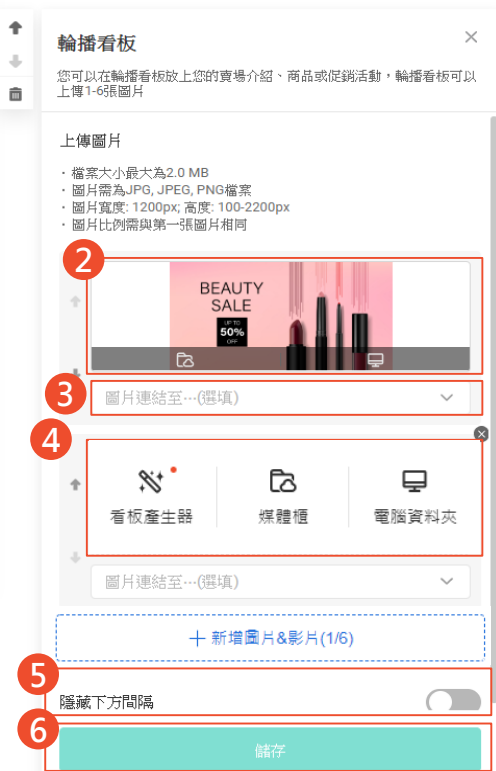 輪播看板
您可以在輪播看板放上您的賣場介紹、商品或促銷活動，輪播看板可以
上傳1-6張圖片
上傳圖片
・檔案大小最大為2.0 MB
・圖片需為JPG, JPEG, PNG檔案
・圖片寬度: 1200px; 高度: 100-2200px
・圖片比例需與第一張圖片相同
2
BEAUTY
SALE
UP TO
50%
OFF
3
圖片連結至…(選填)
4
看板產生器
媒體櫃
電腦資料夾
圖片連結至…(選填)
＋ 新增圖片&影片(1/6)
5
隱藏下方間隔
6
儲存